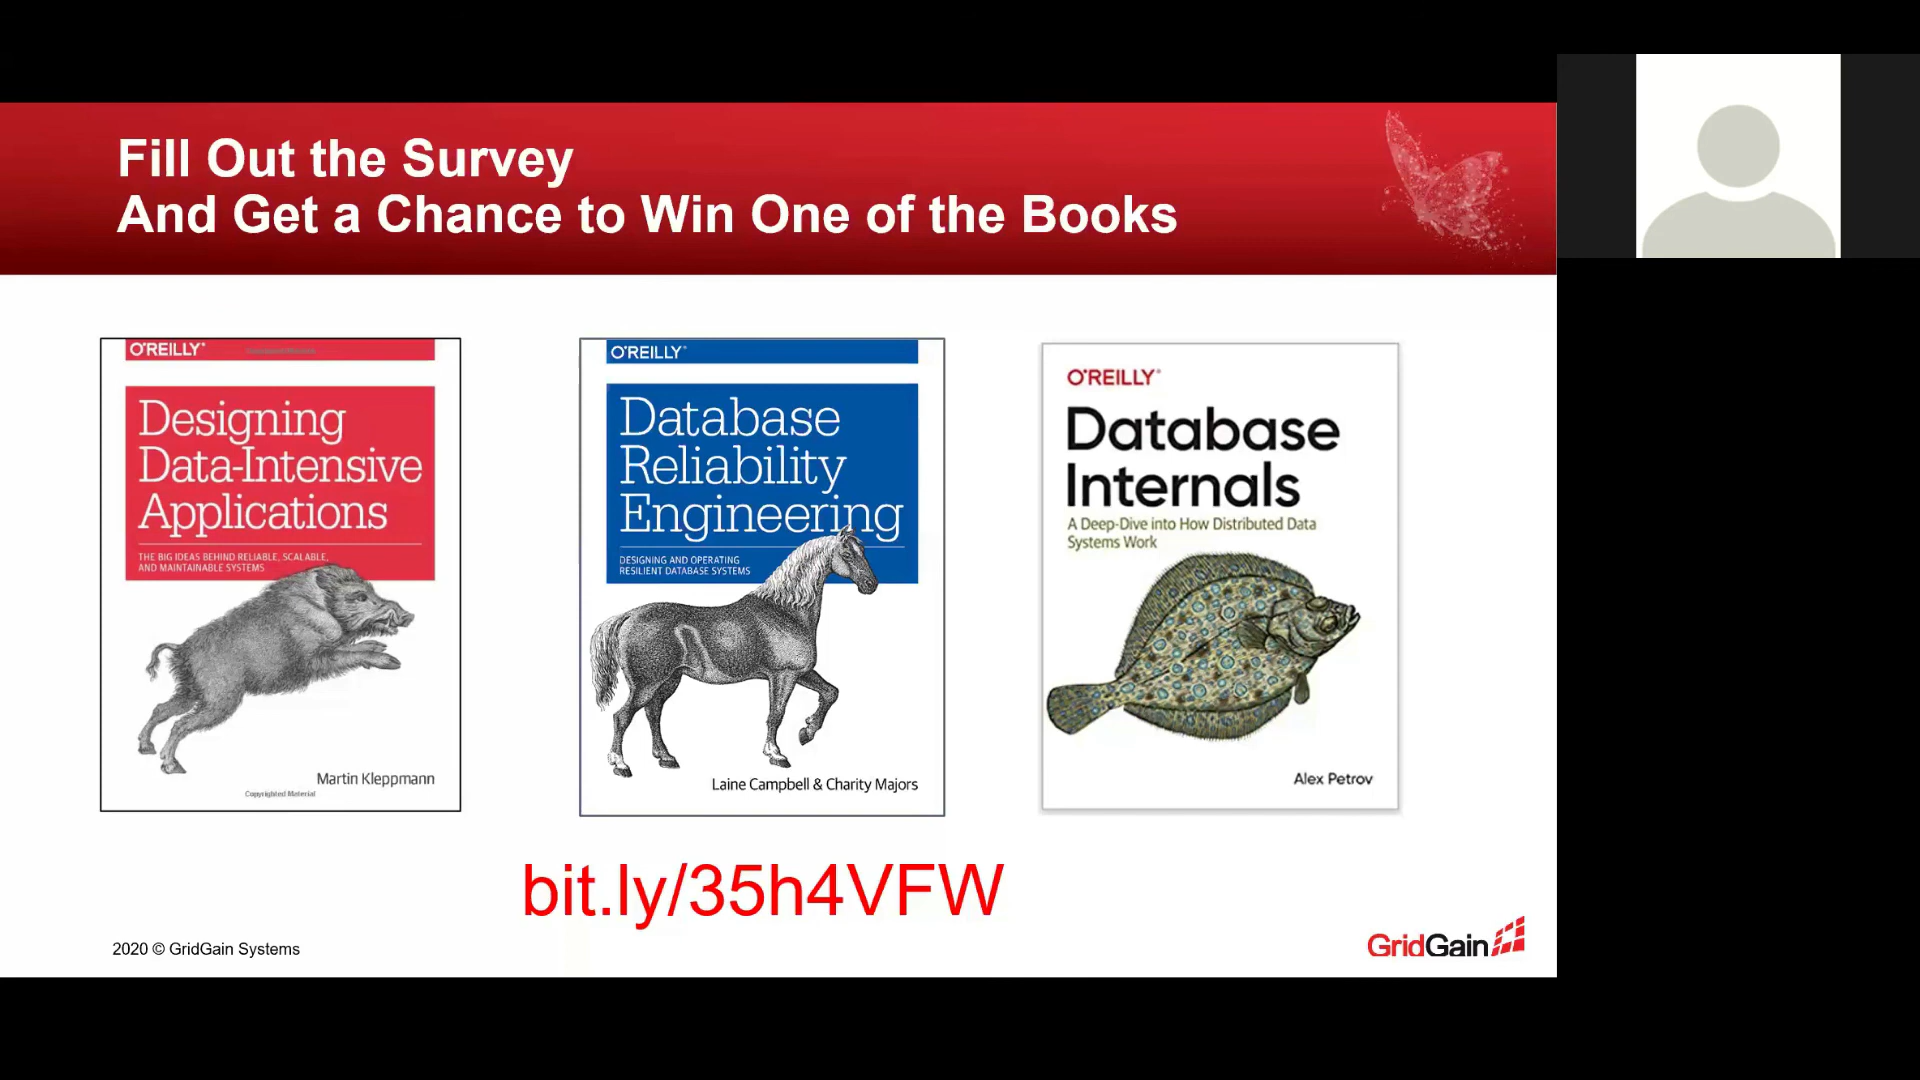 Fill Out the Survey
And Get a Chance to Win One of the Books
O'REILLY®
Designing
Data-Intensive
Applications
THE BIG IDEAS BEHIND RELIABLE, SCALABLE,
AND MAINTAINABLE SYSTEMS
Martin Kleppmann
Copyrighted Material
O'REILLY®
Database
Reliability
Engineering
DESIGNING AND OPERATING
RESILIENT DATABASE SYSTEMS
Laine Campbell & Charity Majors
O'REILLY®
Database
Internals
A Deep-Dive into How Distributed Data
Systems Work
Alex Petrov
bit.ly/35h4VFW
2020 © GridGain Systems
GridGain